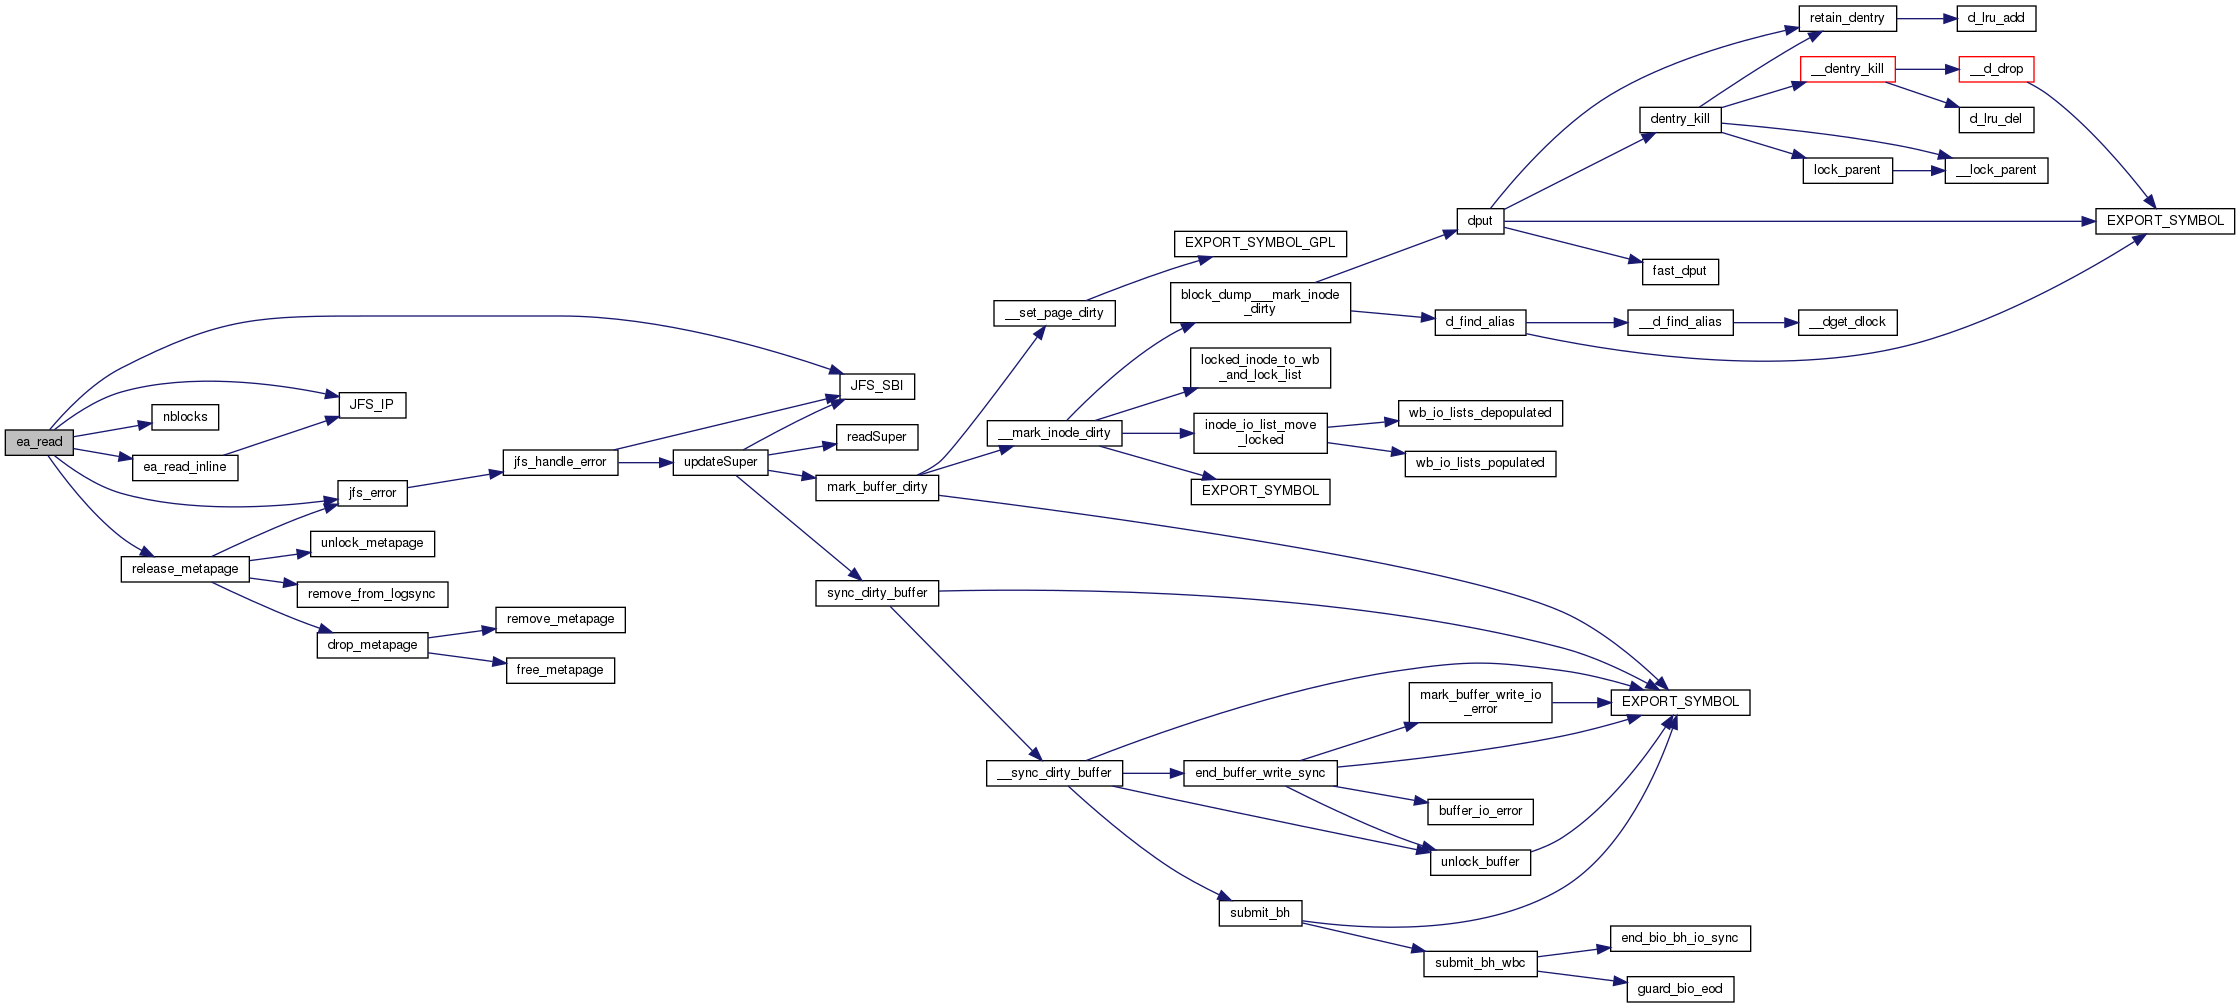 retain_dentry
d_lru_add
__dentry_kill
__d_drop
dentry_kill
d_lru_del
lock_parent
__lock_parent
dput
EXPORT_SYMBOL
EXPORT_SYMBOL_GPL
fast_dput
block_dump___mark_inode
_dirty
__set_page_dirty
d_find_alias
__d_find_alias
__dget_dlock
locked_inode_to_wb
_and_lock_list
JFS_SBI
JFS_IP
nblocks
wb_io_lists_depopulated
inode_io_list_move
_locked
__mark_inode_dirty
readSuper
ea_read
ea_read_inline
jfs_handle_error
updateSuper
wb_io_lists_populated
mark_buffer_dirty
jfs_error
EXPORT_SYMBOL
unlock_metapage
release_metapage
remove_from_logsync
sync_dirty_buffer
remove_metapage
drop_metapage
free_metapage
mark_buffer_write_io
_error
EXPORT_SYMBOL
__sync_dirty_buffer
end_buffer_write_sync
buffer_io_error
unlock_buffer
submit_bh
end_bio_bh_io_sync
submit_bh_wbc
guard_bio_eod